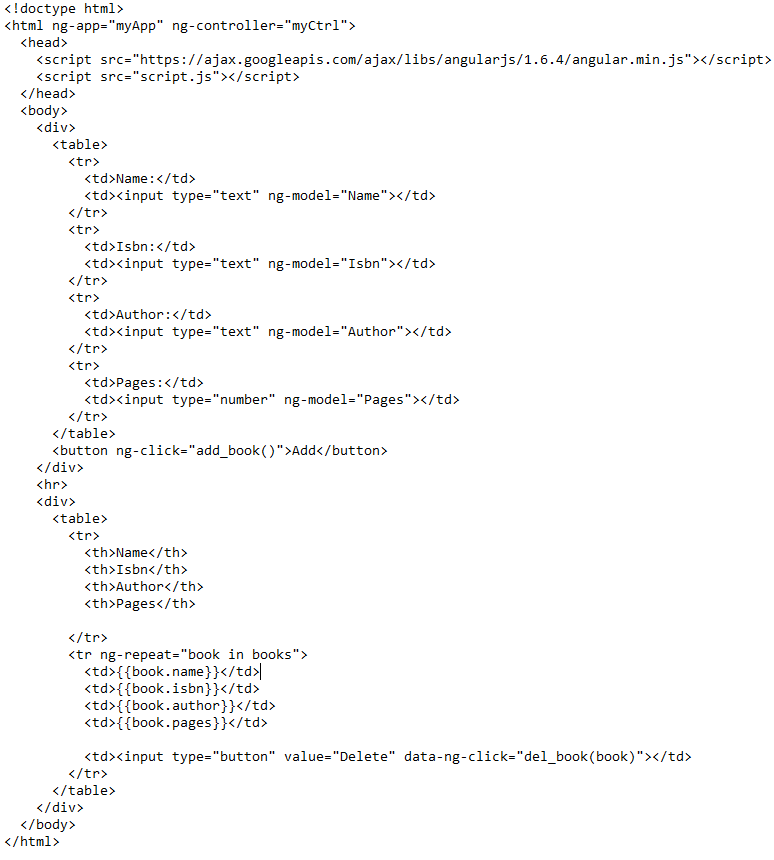 <!doctype html>
<html ng-app="myApp" ng-controller="myCtrl">
  <head>
    <script src="https://ajax.googleapis.com/ajax/libs/angularjs/1.6.4/angular.min.js"></script>
    <script src="script.js"></script>
  </head>
  <body>
    <div>
      <table>
        <tr>
          <td>Name:</td>
          <td><input type="text" ng-model="Name"></td>
        </tr>
        <tr>
          <td>Isbn:</td>
          <td><input type="text" ng-model="Isbn"></td>
        </tr>
        <tr>
          <td>Author:</td>
          <td><input type="text" ng-model="Author"></td>
        </tr>
        <tr>
          <td>Pages:</td>
          <td><input type="number" ng-model="Pages"></td>
        </tr>
      </table>
      <button ng-click="add_book()">Add</button>
    </div>
    <hr>
    <div>
      <table>
        <tr>
          <th>Name</th>
          <th>Isbn</th>
          <th>Author</th>
          <th>Pages</th>

        </tr>
        <tr ng-repeat="book in books">
          <td>{{book.name}}</td>
          <td>{{book.isbn}}</td>
          <td>{{book.author}}</td>
          <td>{{book.pages}}</td>

          <td><input type="button" value="Delete" data-ng-click="del_book(book)"></td>
        </tr>
      </table>
    </div>
  </body>
</html>